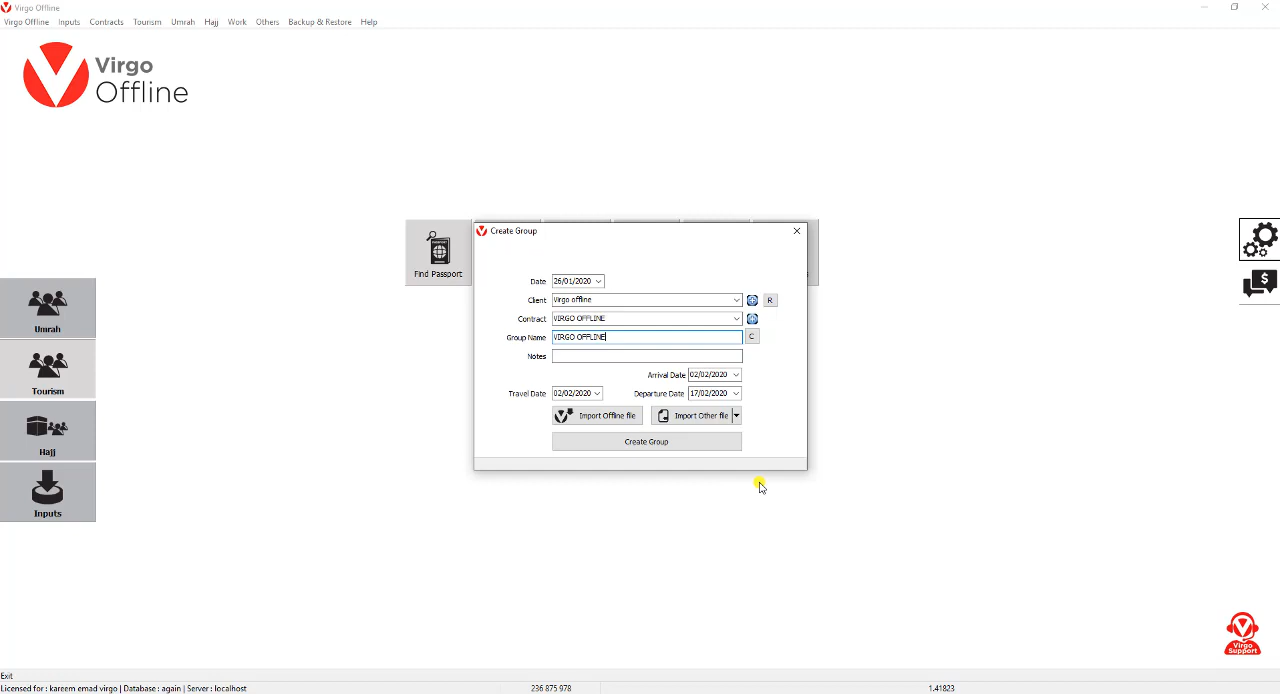 Virgo Offline
Virgo Offline Inputs Contracts Tourism Umrah Hajj Work Others Backup & Restore Help
Virgo
Offline
Find Passport
Create Group
Date 26/01/2020
Client Virgo offline R
Contract VIRGO OFFLINE
Group Name VIRGO OFFLINE C
Notes
Arrival Date 02/02/2020
Travel Date 02/02/2020 Departure Date 17/02/2020
Import Offline file Import Other file
Create Group
Umrah
Tourism
Hajj
Inputs
Virgo
Support
Exit
Licensed for : kareem emad virgo | Database : again | Server : localhost 236 875 978 1.41823